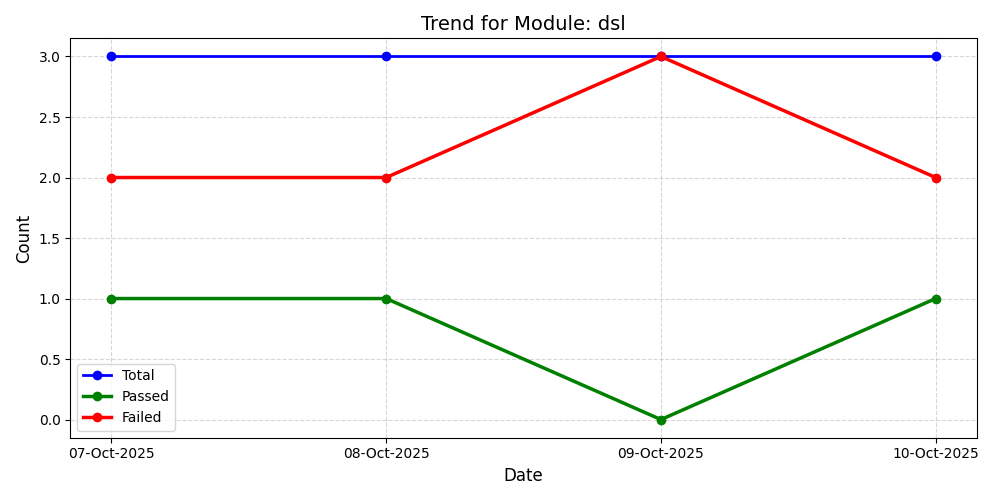 Trend for Module: dsl
Count
3.0
2.5
2.0
1.5
1.0
0.5
0.0
Total
Passed
Failed
07-Oct-2025 08-Oct-2025 09-Oct-2025 10-Oct-2025
Date